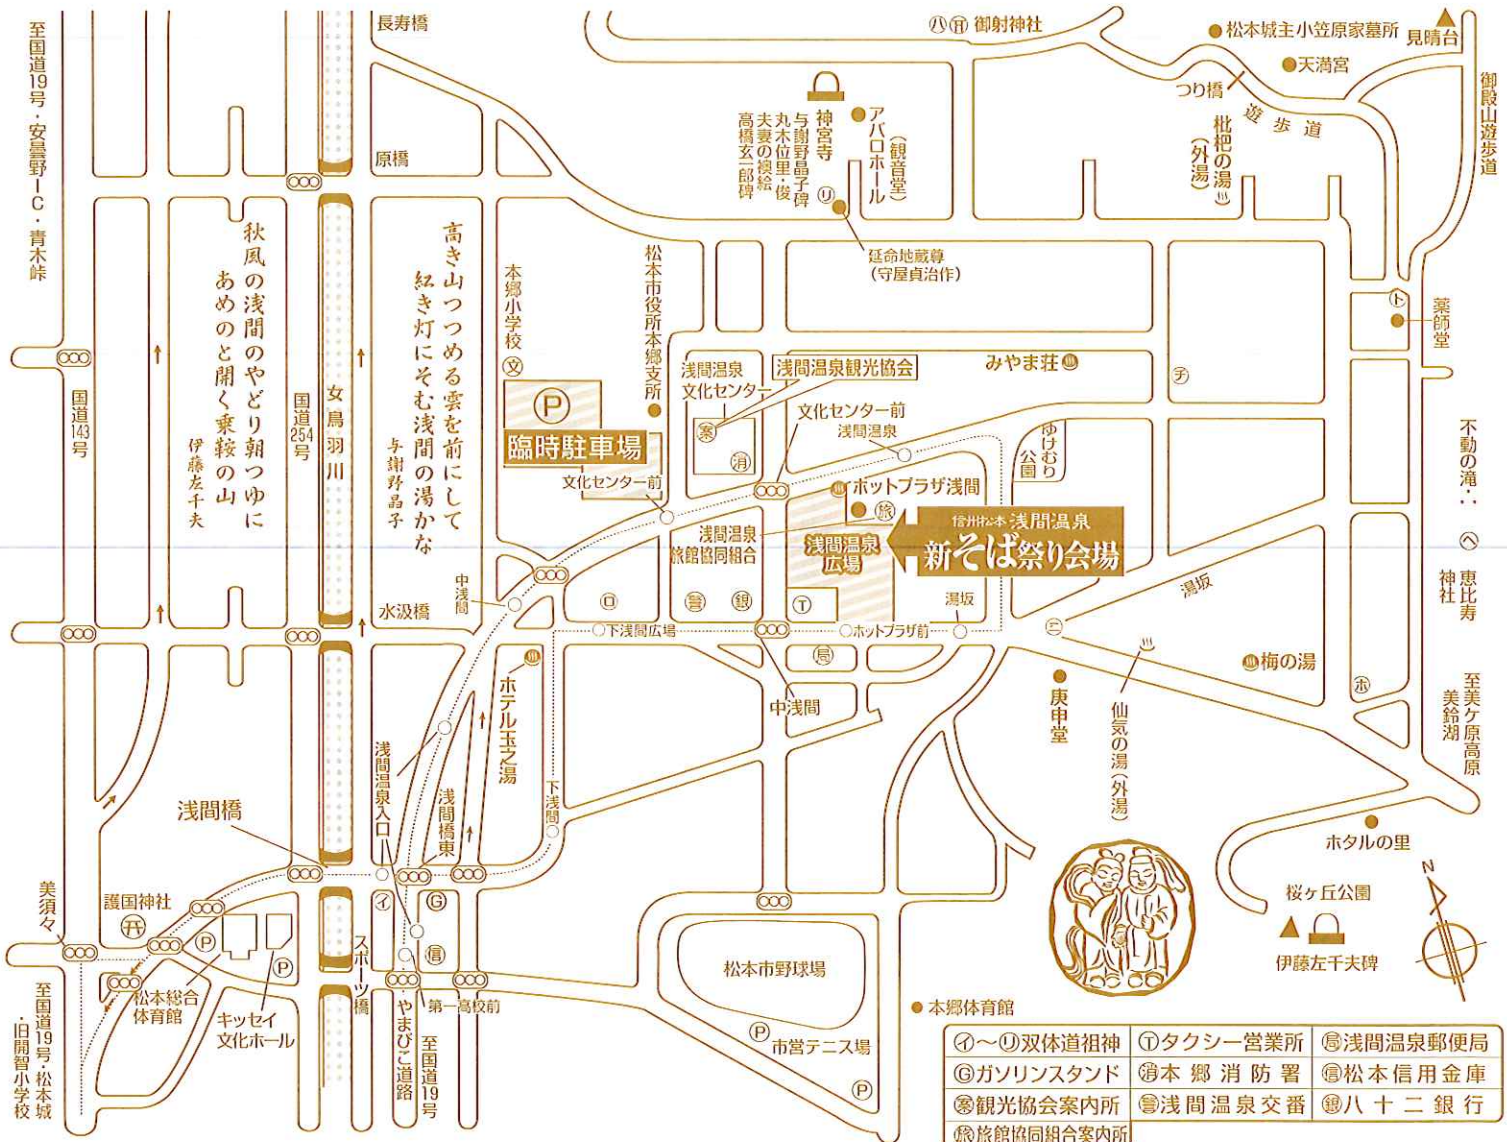 至国道19号・安曇野IC・青木峠
長寿橋
原橋
㋩
御射神社
松本城主小笠原家墓所
見晴台
天満宮
つり橋
遊歩道
御殿山遊歩道
枇杷の湯
(外湯)
アバロホール
(観音堂)
神宮寺
与謝野晶子碑
丸木位里・俊
夫妻の襖絵
高橋玄一郎碑
㋷
延命地蔵尊
(守屋貞治作)
秋風の浅間のやどり朝つゆに
あめのと開く乗鞍の山
伊藤左千夫
高き山つつめる雲を前にして
紅き灯にそむ浅間の湯かな
与謝野晶子
国道143号
国道254号
女鳥羽川
本郷小学校
文
松本市役所本郷支所
P
臨時駐車場
文化センター前
浅間温泉
文化センター
浅間温泉観光協会
案
消
文化センター前
浅間温泉
みやま荘
㋠
㋣
薬師堂
ゆけむり
公園
ホットプラザ浅間
旅
浅間温泉
旅館協同組合
浅間温泉
広場
信州松本 浅間温泉
新そば祭り会場
不動の滝・
㋬
恵比寿
神社
湯坂
中浅間
水汲橋
㋺
警
銀
T
下浅間広場
ホットプラザ前
湯坂
局
中浅間
㋥
庚申堂
仙気の湯(外湯)
梅の湯
㋭
至美ケ原高原
美鈴湖
ホテル玉之湯
浅間温泉入口
浅間橋東
下浅間
浅間橋
美須々
護国神社
P
松本総合
体育館
キッセイ
文化ホール
P
スポーツ橋
㋑
G
信
第一高校前
やまびこ道路
至国道19号
至国道19号・松本城
・旧開智小学校
松本市野球場
P
市営テニス場
P
本郷体育館
ホタルの里
桜ヶ丘公園
伊藤左千夫碑
N
㋑〜㋷双体道祖神
Tタクシー営業所
局浅間温泉郵便局
Gガソリンスタンド
消本郷消防署
信松本信用金庫
案観光協会案内所
警浅間温泉交番
銀八十二銀行
旅旅館協同組合案内所